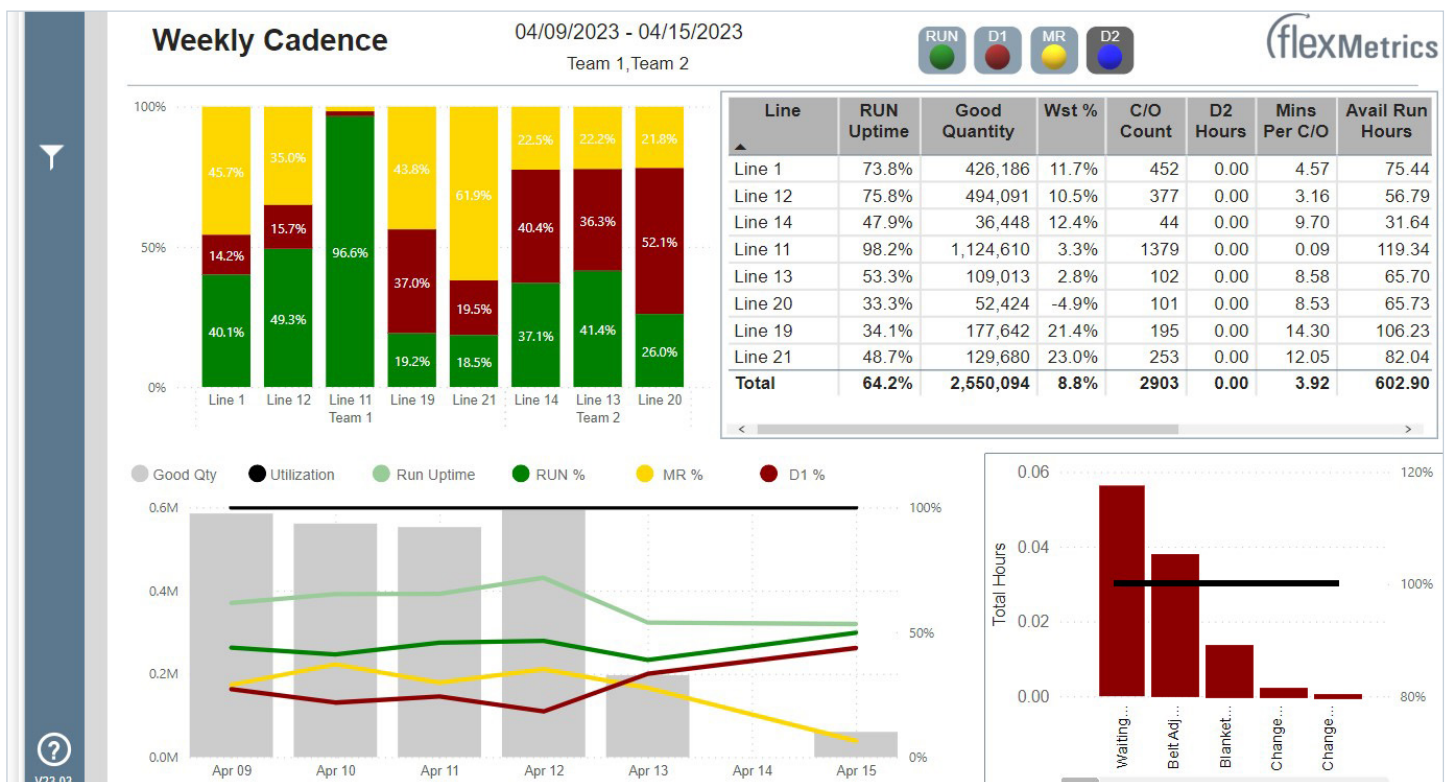 Weekly Cadence
04/09/2023 - 04/15/2023
Team 1,Team 2
RUN D1 MR D2
flexMetrics
100%
50%
0%
45.7% 35.0% 43.8% 61.9% 22.5% 22.2% 21.8%
14.2% 15.7% 37.0% 19.5% 40.4% 36.3% 52.1%
40.1% 49.3% 96.6% 19.2% 18.5% 37.1% 41.4% 26.0%
Line 1 Line 12 Line 11 Line 19 Line 21 Line 14 Line 13 Line 20
Team 1 Team 2
Line RUN Good Wst % C/O D2 Mins Avail Run
Uptime Quantity Count Hours Per C/O Hours
Line 1 73.8% 426,186 11.7% 452 0.00 4.57 75.44
Line 12 75.8% 494,091 10.5% 377 0.00 3.16 56.79
Line 14 47.9% 36,448 12.4% 44 0.00 9.70 31.64
Line 11 98.2% 1,124,610 3.3% 1379 0.00 0.09 119.34
Line 13 53.3% 109,013 2.8% 102 0.00 8.58 65.70
Line 20 33.3% 52,424 -4.9% 101 0.00 8.53 65.73
Line 19 34.1% 177,642 21.4% 195 0.00 14.30 106.23
Line 21 48.7% 129,680 23.0% 253 0.00 12.05 82.04
Total 64.2% 2,550,094 8.8% 2903 0.00 3.92 602.90
Good Qty Utilization Run Uptime RUN % MR % D1 %
0.6M 100%
0.4M
50%
0.2M
0.0M 0%
Apr 09 Apr 10 Apr 11 Apr 12 Apr 13 Apr 14 Apr 15
0.06 120%
0.04
100%
0.02
0.00 80%
Total Hours
Waiting...
Belt Adj...
Blanket...
Change...
Change...
?